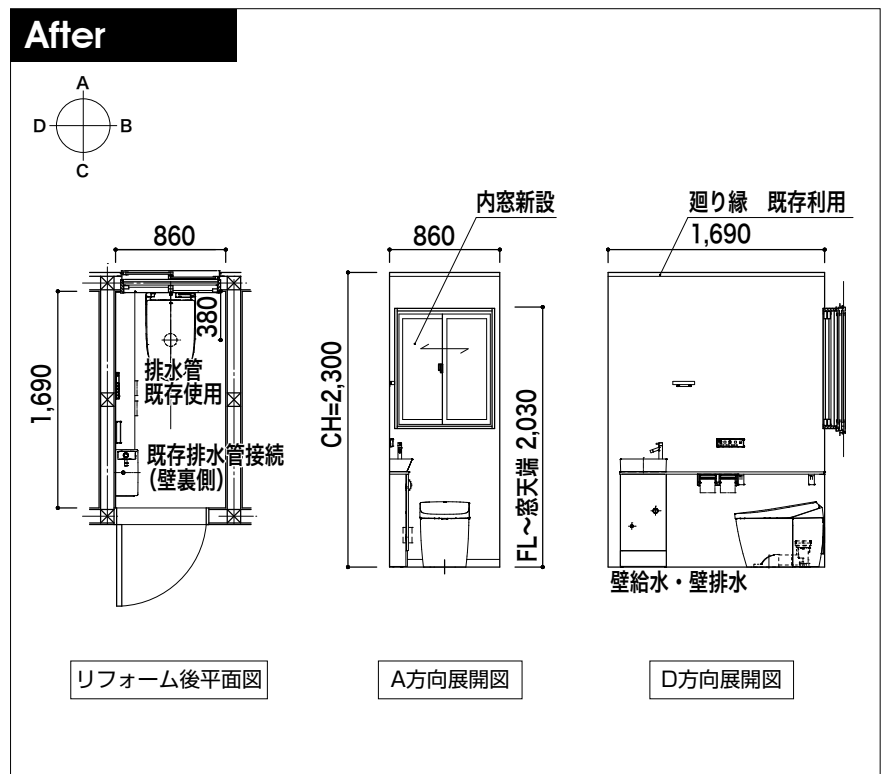 After
A
D B
C
860
1,690
380
排水管
既存使用
既存排水管接続
(壁裏側)
リフォーム後平面図
内窓新設
860
CH=2,300
FL〜窓天端 2,030
A方向展開図
廻り縁 既存利用
1,690
壁給水・壁排水
D方向展開図